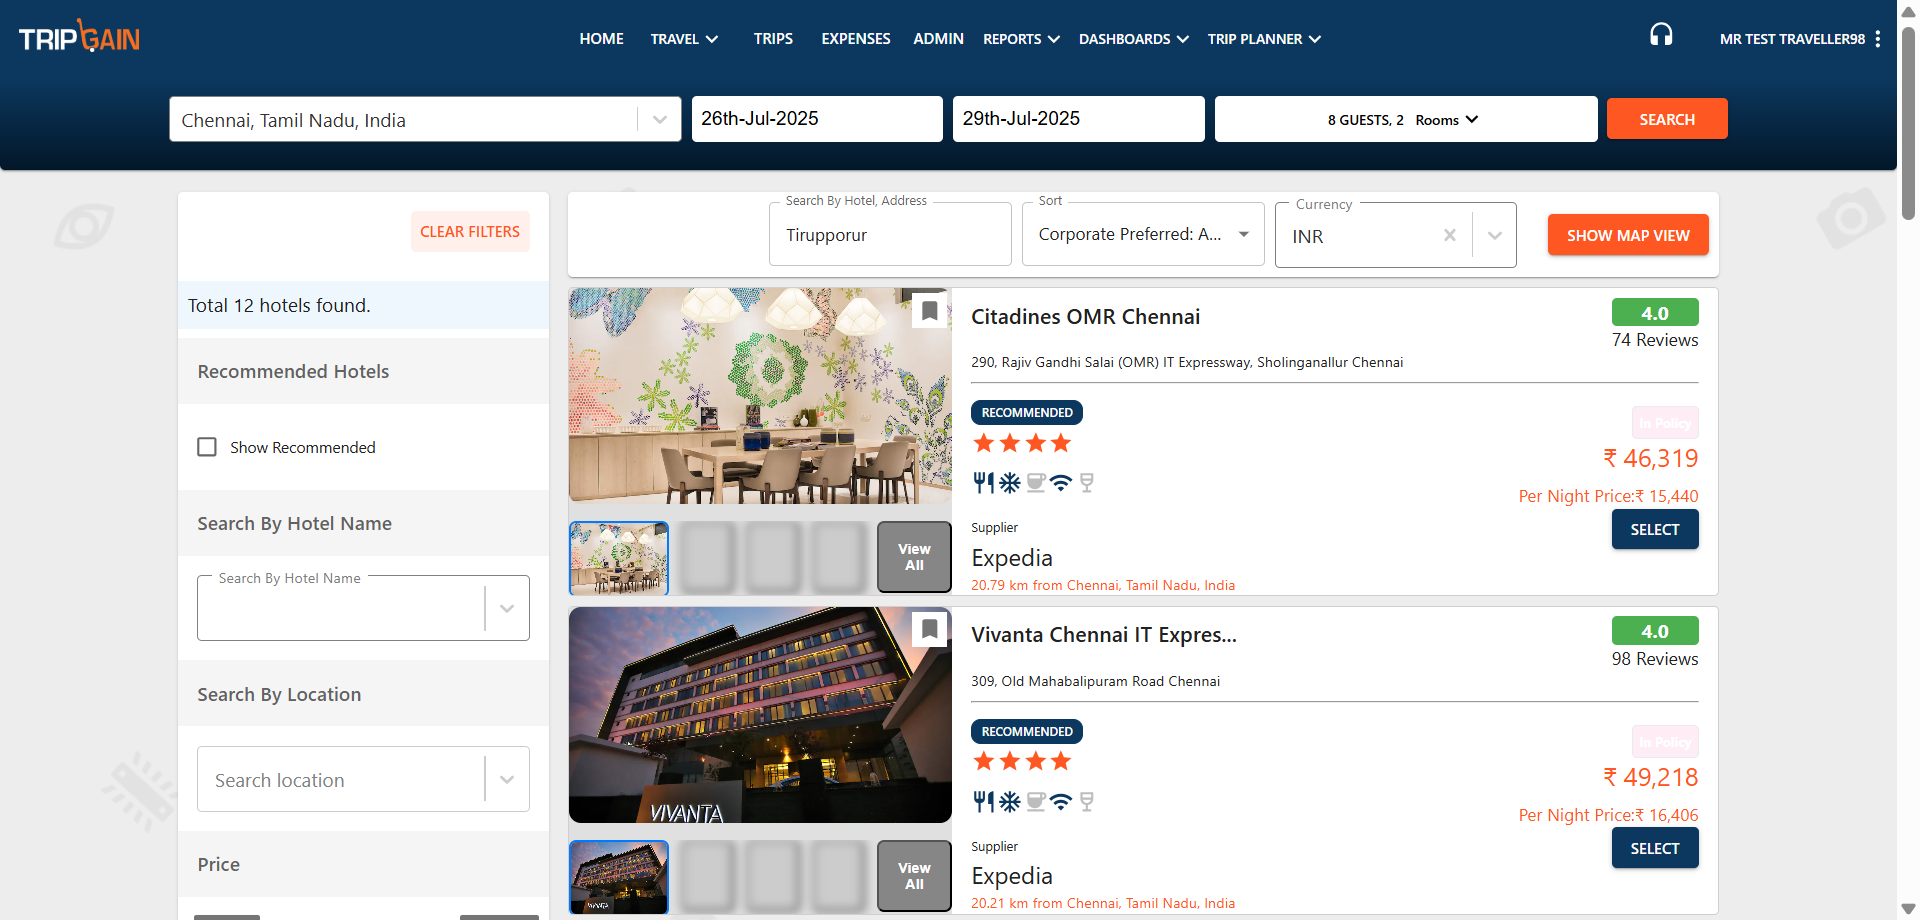 TRIPGAIN
HOME TRAVEL TRIPS EXPENSES ADMIN REPORTS DASHBOARDS TRIP PLANNER
MR TEST TRAVELLER98
Chennai, Tamil Nadu, India
26th-Jul-2025
29th-Jul-2025
8 GUESTS, 2 Rooms
SEARCH
CLEAR FILTERS
Total 12 hotels found.
Recommended Hotels
Show Recommended
Search By Hotel Name
Search By Hotel Name
Search By Location
Search location
Price
Search By Hotel, Address
Tirupporur
Sort
Corporate Preferred: A...
Currency
INR
SHOW MAP VIEW
Citadines OMR Chennai
4.0
74 Reviews
290, Rajiv Gandhi Salai (OMR) IT Expressway, Sholinganallur Chennai
RECOMMENDED
In Policy
₹ 46,319
Per Night Price:₹ 15,440
SELECT
Supplier
Expedia
20.79 km from Chennai, Tamil Nadu, India
View
All
Vivanta Chennai IT Expres...
4.0
98 Reviews
309, Old Mahabalipuram Road Chennai
RECOMMENDED
In Policy
₹ 49,218
Per Night Price:₹ 16,406
SELECT
Supplier
Expedia
20.21 km from Chennai, Tamil Nadu, India
VIVANTA
View
All
VIVANTA